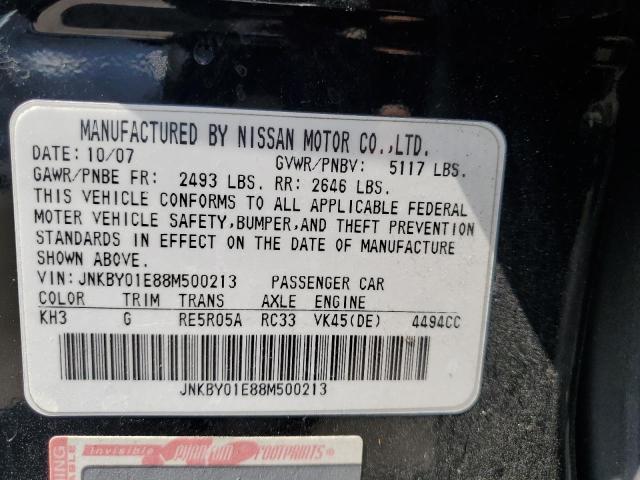 MANUFACTURED BY NISSAN MOTOR CO.,LTD.
DATE: 10/07 GVWR/PNBV: 5117 LBS.
GAWR/PNBE FR: 2493 LBS. RR: 2646 LBS.
THIS VEHICLE CONFORMS TO ALL APPLICABLE FEDERAL
MOTER VEHICLE SAFETY,BUMPER,AND THEFT PREVENTION
STANDARDS IN EFFECT ON THE DATE OF MANUFACTURE
SHOWN ABOVE.
VIN: JNKBY01E88M500213 PASSENGER CAR
COLOR TRIM TRANS AXLE ENGINE
KH3 G RE5R05A RC33 VK45(DE) 4494CC
JNKBY01E88M500213
Invisible FOOTPRINTS®